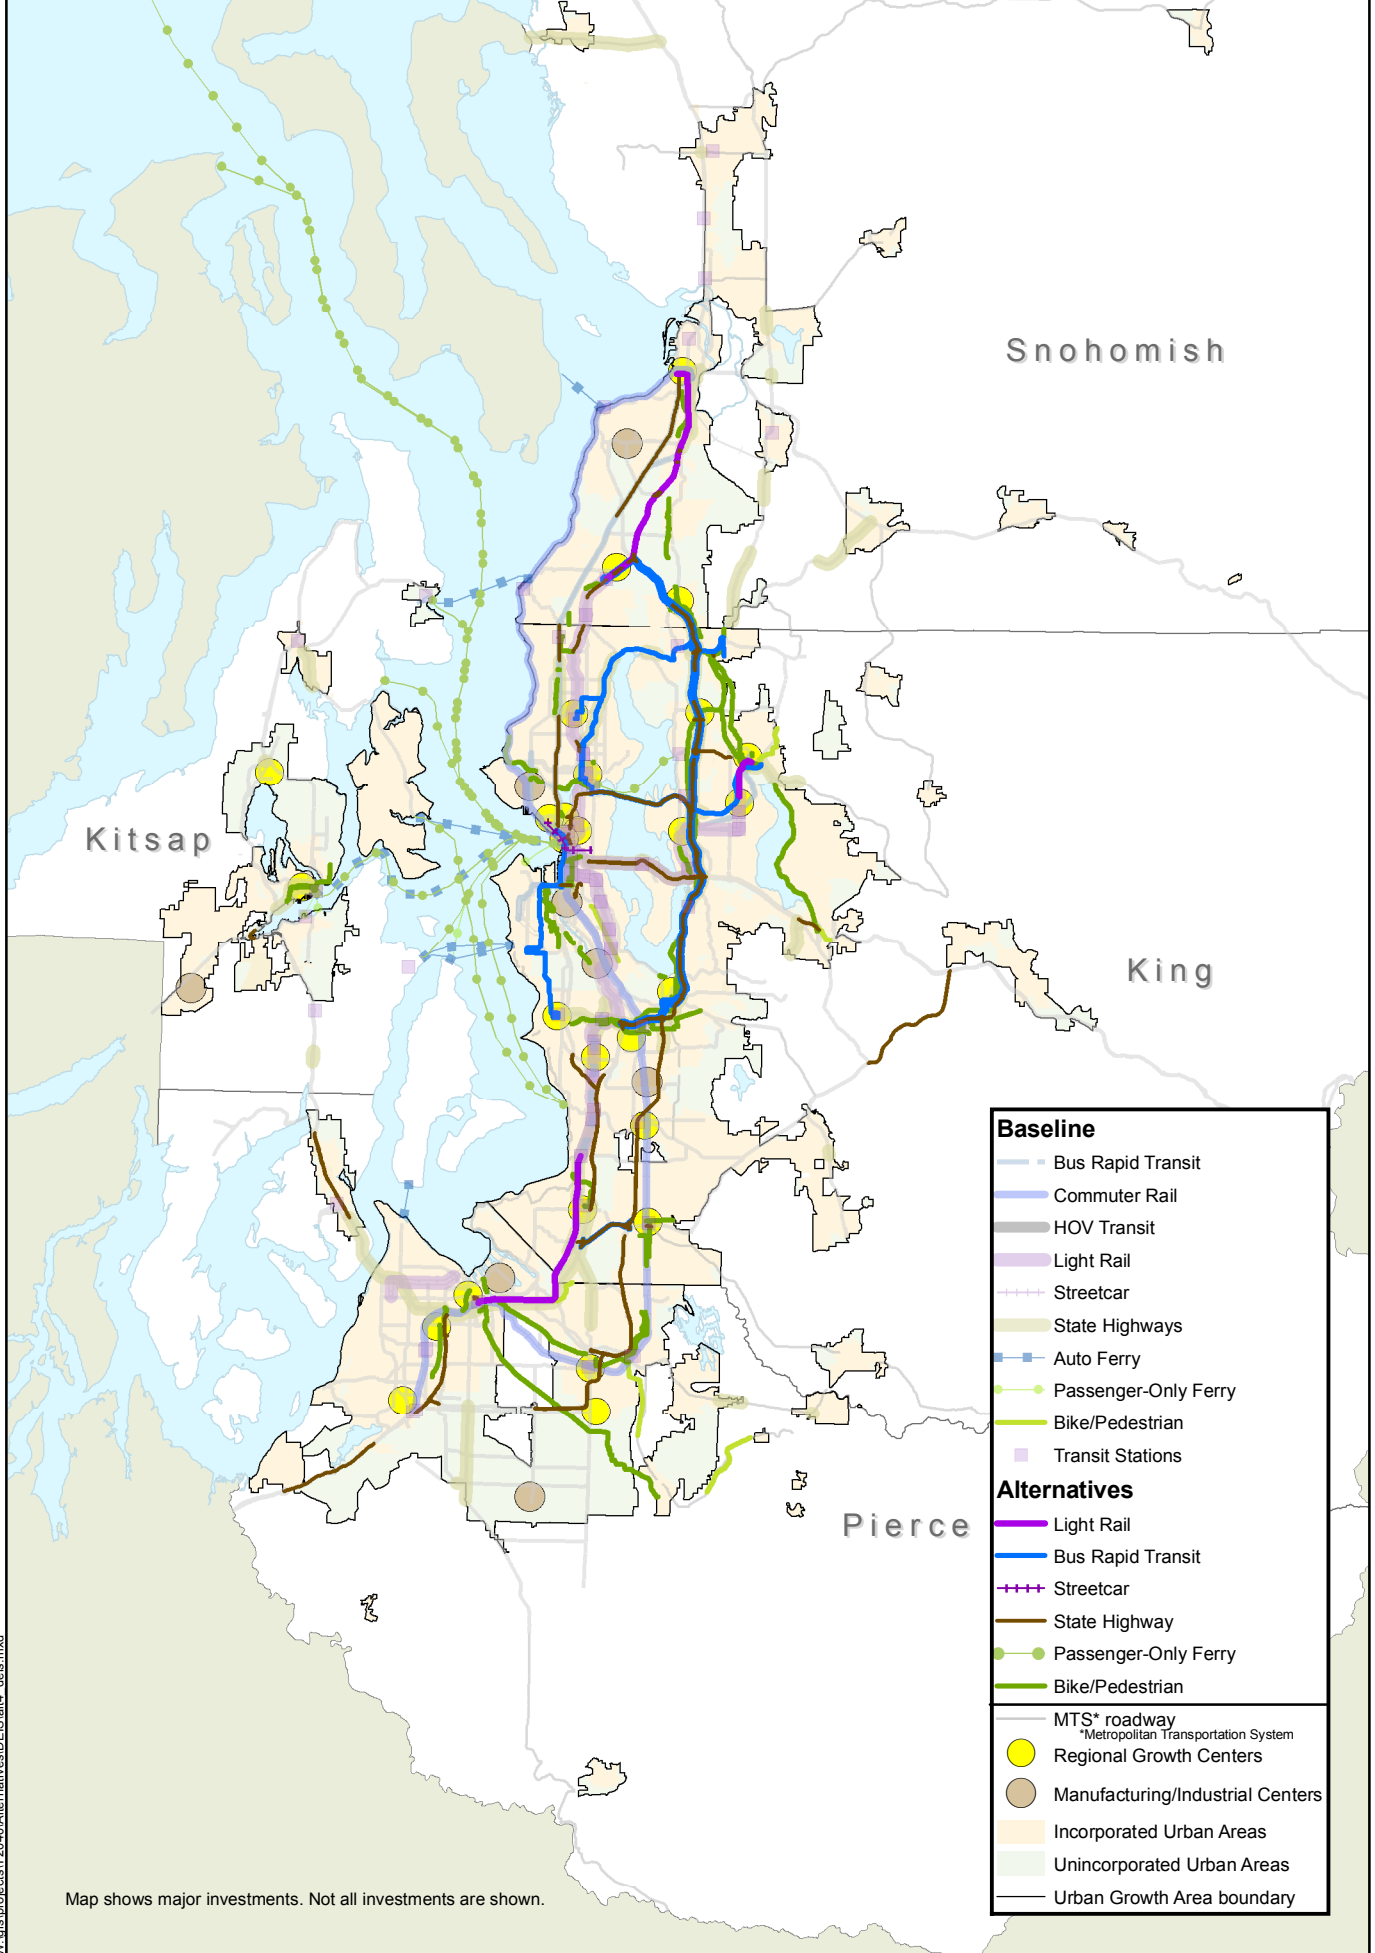 Snohomish
Kitsap
King
Pierce
Baseline
Bus Rapid Transit
Commuter Rail
HOV Transit
Light Rail
Streetcar
State Highways
Auto Ferry
Passenger-Only Ferry
Bike/Pedestrian
Transit Stations
Alternatives
Light Rail
Bus Rapid Transit
Streetcar
State Highway
Passenger-Only Ferry
Bike/Pedestrian
MTS* roadway
*Metropolitan Transportation System
Regional Growth Centers
Manufacturing/Industrial Centers
Incorporated Urban Areas
Unincorporated Urban Areas
Urban Growth Area boundary
Map shows major investments. Not all investments are shown.